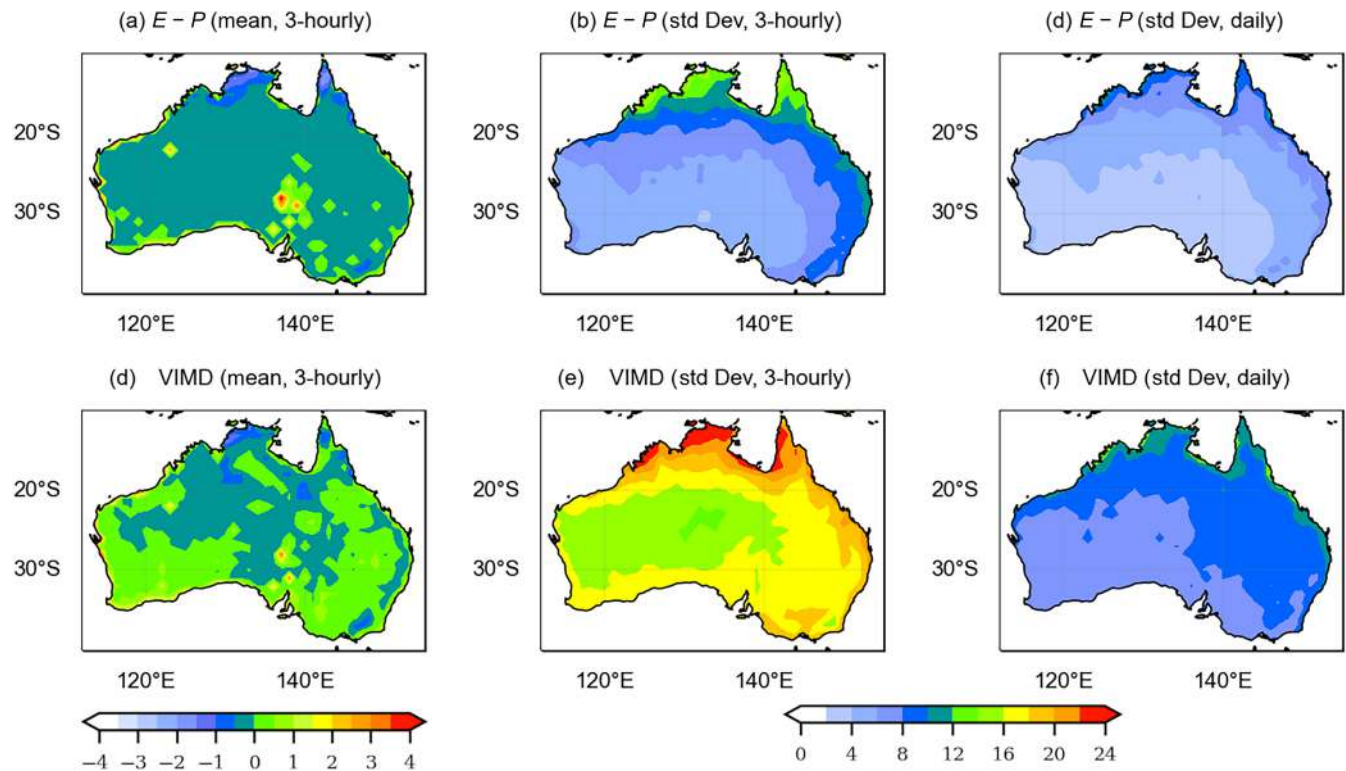 (a) E − P (mean, 3-hourly)
(b) E − P (std Dev, 3-hourly)
(d) E − P (std Dev, daily)
20°S
30°S
20°S
30°S
20°S
30°S
120°E 140°E
120°E 140°E
120°E 140°E
(d) VIMD (mean, 3-hourly)
(e) VIMD (std Dev, 3-hourly)
(f) VIMD (std Dev, daily)
20°S
30°S
20°S
30°S
20°S
30°S
120°E 140°E
120°E 140°E
120°E 140°E
−4 −3 −2 −1 0 1 2 3 4
0 4 8 12 16 20 24